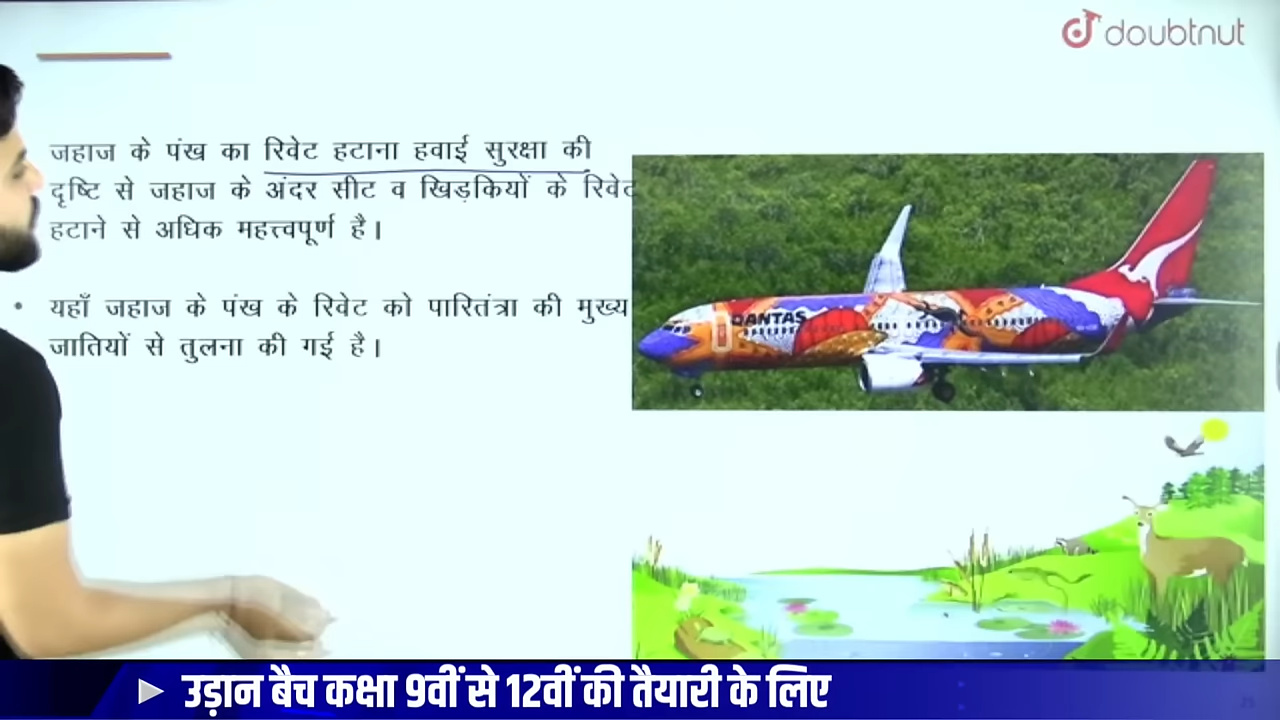 doubtnut
जहाज के पंख का रिवेट हटाना हवाई सुरक्षा की
दृष्टि से जहाज के अंदर सीट व खिड़कियों के रिवेट
हटाने से अधिक महत्त्वपूर्ण है।
• यहाँ जहाज के पंख के रिवेट को पारितंत्रा की मुख्य
जातियों से तुलना की गई है।
QANTAS
उड़ान बैच कक्षा 9वीं से 12वीं की तैयारी के लिए
25